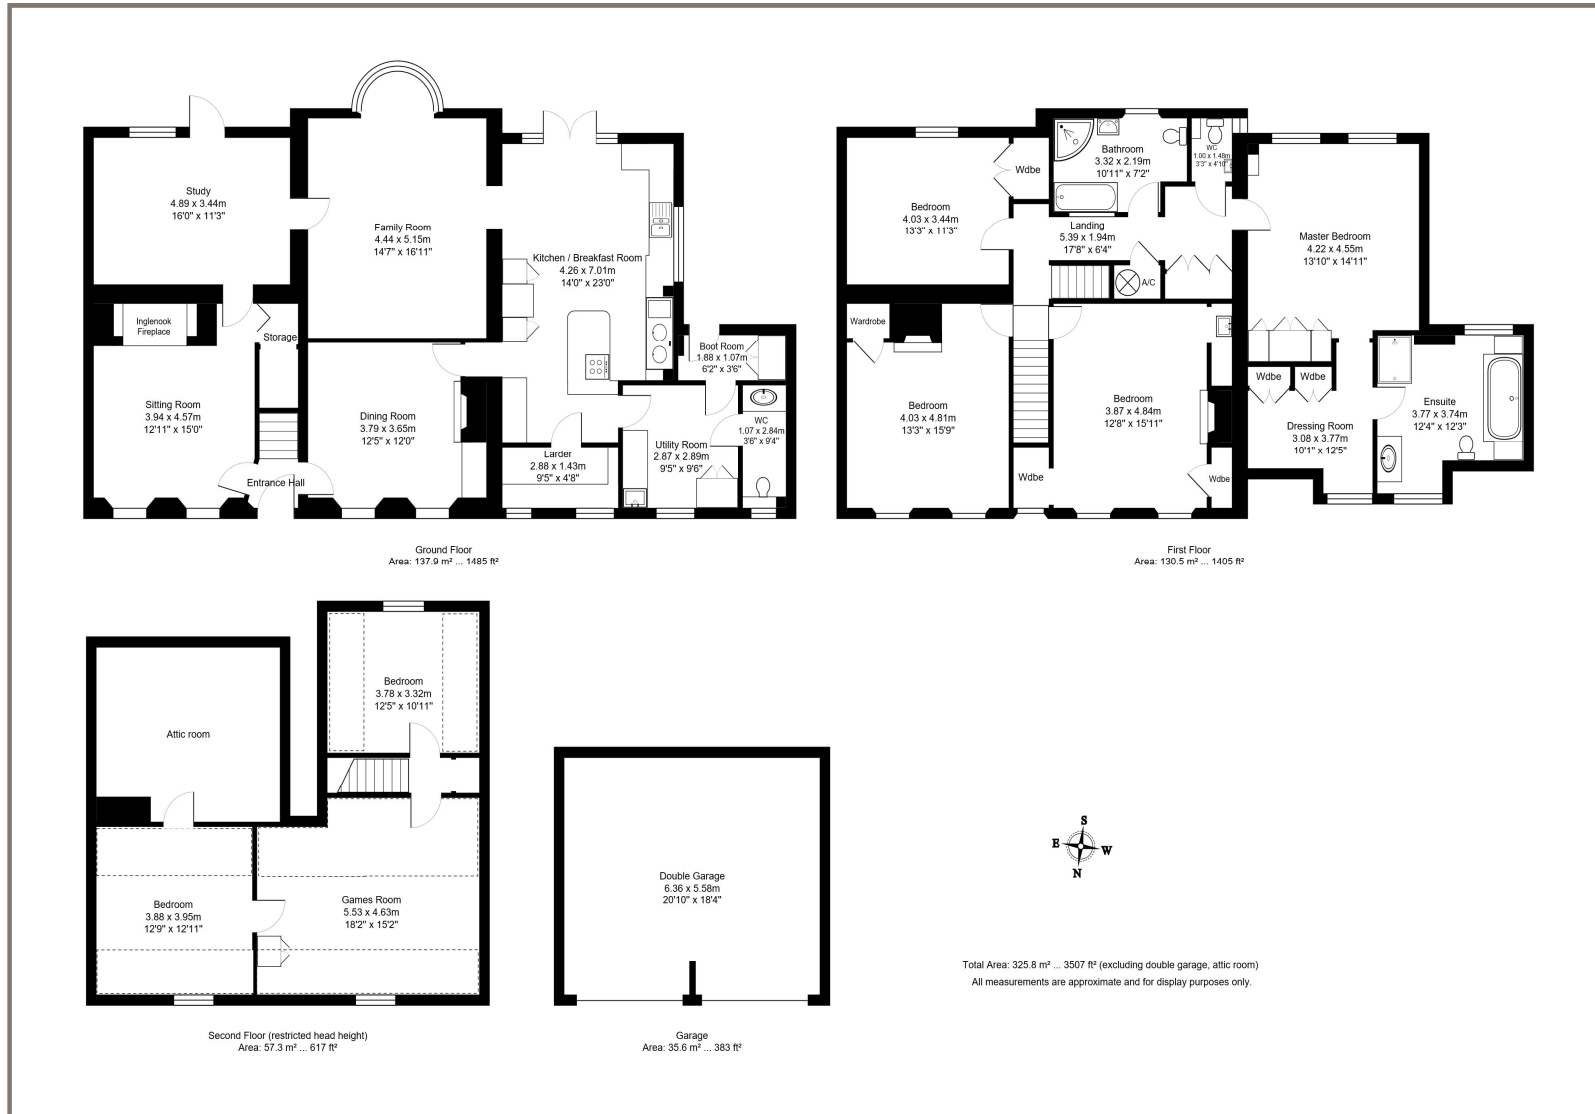 Study
4.89 x 3.44m
16'0" x 11'3"
Family Room
4.44 x 5.15m
14'7" x 16'11"
Kitchen / Breakfast Room
4.26 x 7.01m
14'0" x 23'0"
Inglenook
Fireplace
Storage
Sitting Room
3.94 x 4.57m
12'11" x 15'0"
Entrance Hall
Dining Room
3.79 x 3.65m
12'5" x 12'0"
Boot Room
1.88 x 1.07m
6'2" x 3'6"
WC
1.07 x 2.84m
3'6" x 9'4"
Utility Room
2.87 x 2.89m
9'5" x 9'6"
Larder
2.88 x 1.43m
9'5" x 4'8"
Ground Floor
Area: 137.9 m² ... 1485 ft²
Bedroom
4.03 x 3.44m
13'3" x 11'3"
Wdbe
Bathroom
3.32 x 2.19m
10'11" x 7'2"
WC
1.00 x 1.48m
3'3" x 4'10"
Landing
5.39 x 1.94m
17'8" x 6'4"
A/C
Master Bedroom
4.22 x 4.55m
13'10" x 14'11"
Wardrobe
Bedroom
4.03 x 4.81m
13'3" x 15'9"
Wdbe
Bedroom
3.87 x 4.84m
12'8" x 15'11"
Wdbe
Wdbe
Wdbe
Dressing Room
3.08 x 3.77m
10'1" x 12'5"
Ensuite
3.77 x 3.74m
12'4" x 12'3"
First Floor
Area: 130.5 m² ... 1405 ft²
Attic room
Bedroom
3.78 x 3.32m
12'5" x 10'11"
Bedroom
3.88 x 3.95m
12'9" x 12'11"
Games Room
5.53 x 4.63m
18'2" x 15'2"
Second Floor (restricted head height)
Area: 57.3 m² ... 617 ft²
Double Garage
6.36 x 5.58m
20'10" x 18'4"
Garage
Area: 35.6 m² ... 383 ft²
S
E
W
N
Total Area: 325.8 m² ... 3507 ft² (excluding double garage, attic room)
All measurements are approximate and for display purposes only.